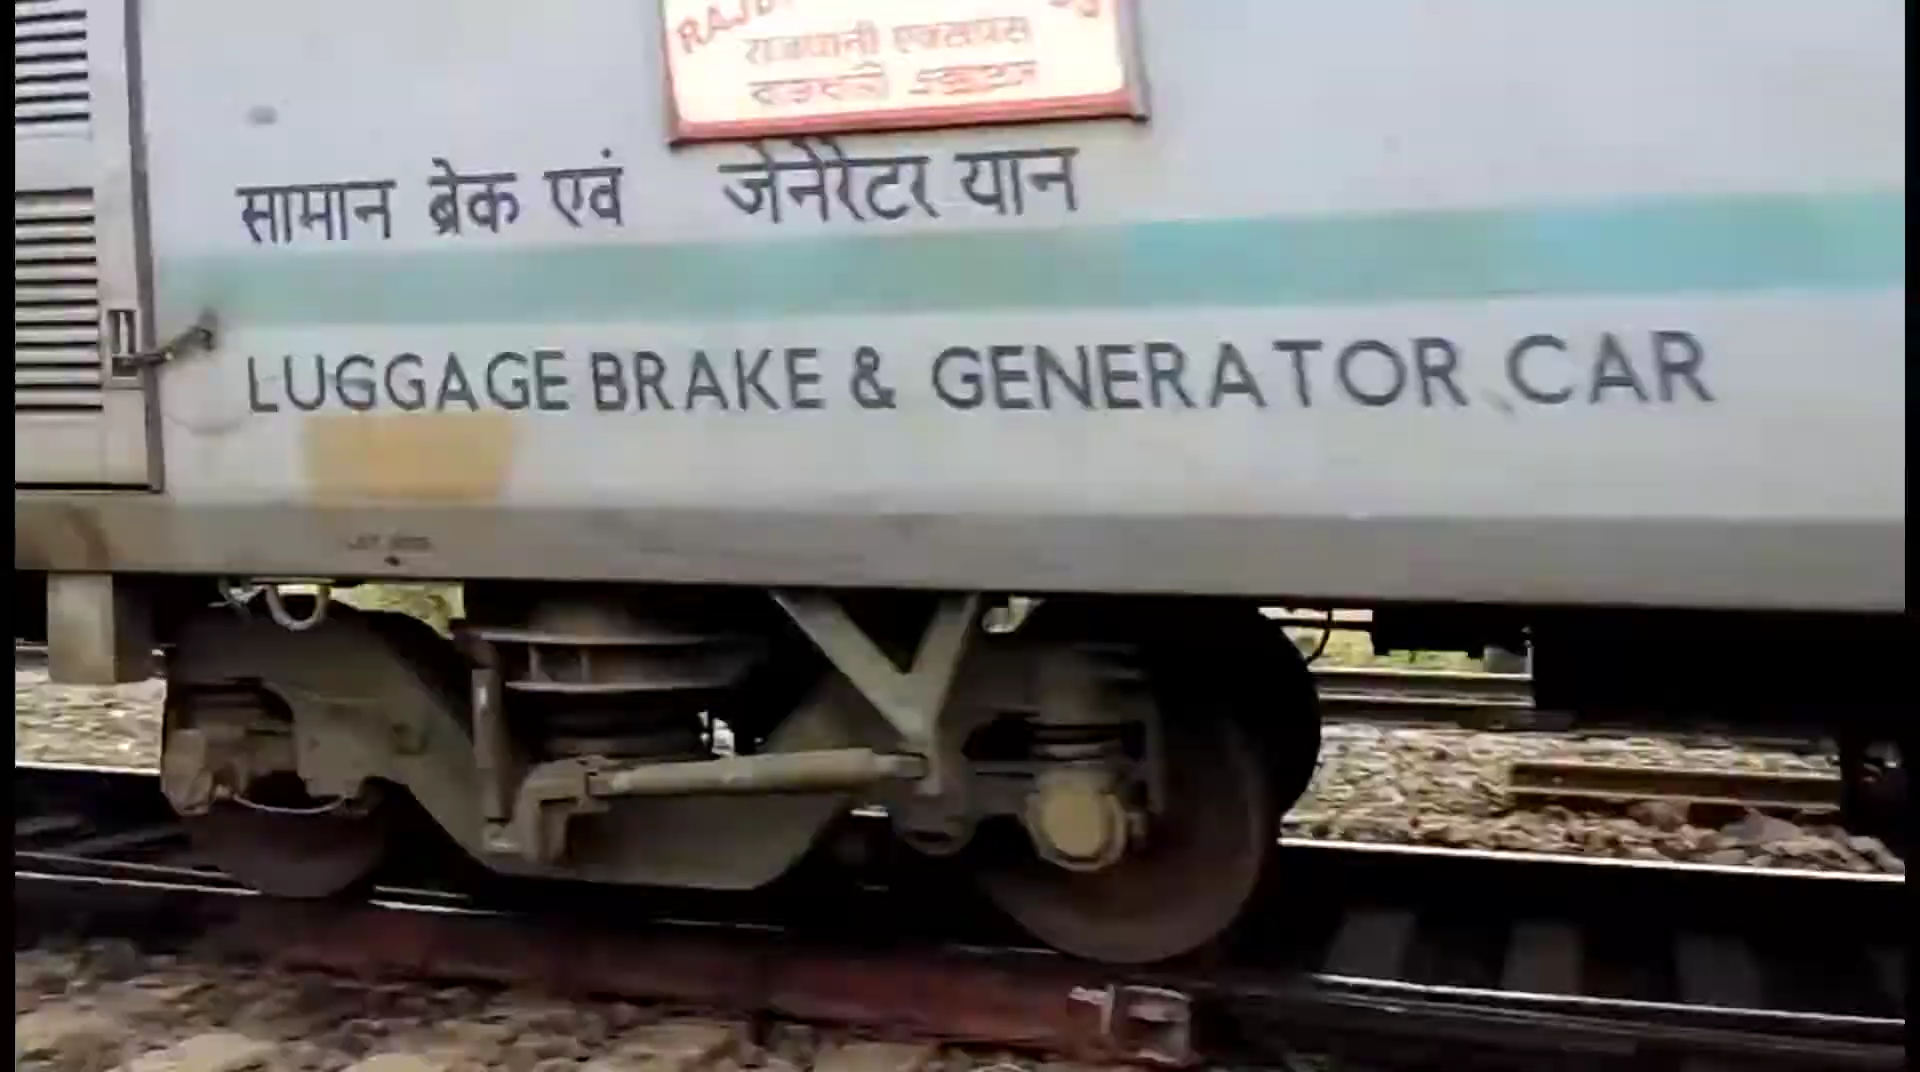 राजधानी एक्सप्रेस
सामान ब्रेक एवं जेनेरेटर यान
LUGGAGE BRAKE & GENERATOR CAR